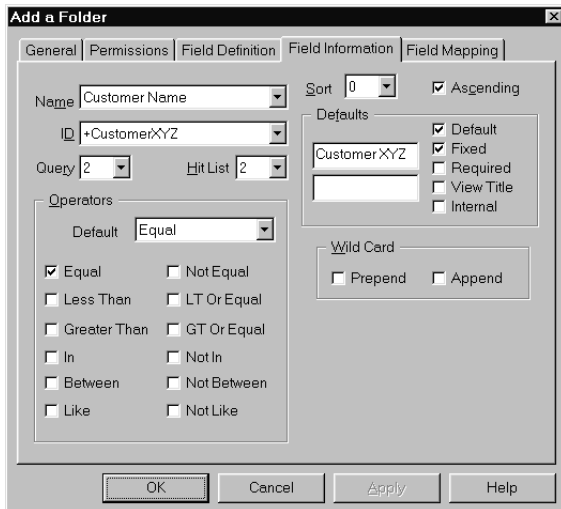 Add a Folder
General Permissions Field Definition Field Information Field Mapping
Name Customer Name
ID +CustomerXYZ
Query 2 Hit List 2
Operators
Default Equal
Equal Not Equal
Less Than LT Or Equal
Greater Than GT Or Equal
In Not In
Between Not Between
Like Not Like
Sort 0 Ascending
Defaults
Default
Customer XYZ Fixed
Required
View Title
Internal
Wild Card
Prepend Append
OK Cancel Apply Help